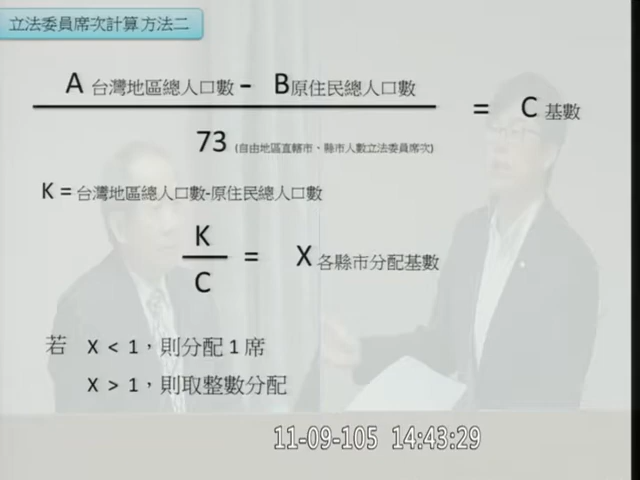 立法委員席次計算方法二
A 台灣地區總人口數 - B原住民總人口數
= C 基數
73 (自由地區直轄市、縣市人數立法委員席次)
K = 台灣地區總人口數-原住民總人口數
K
= X 各縣市分配基數
C
若 X < 1，則分配 1 席
X > 1，則取整數分配
11-09-105 14:43:29